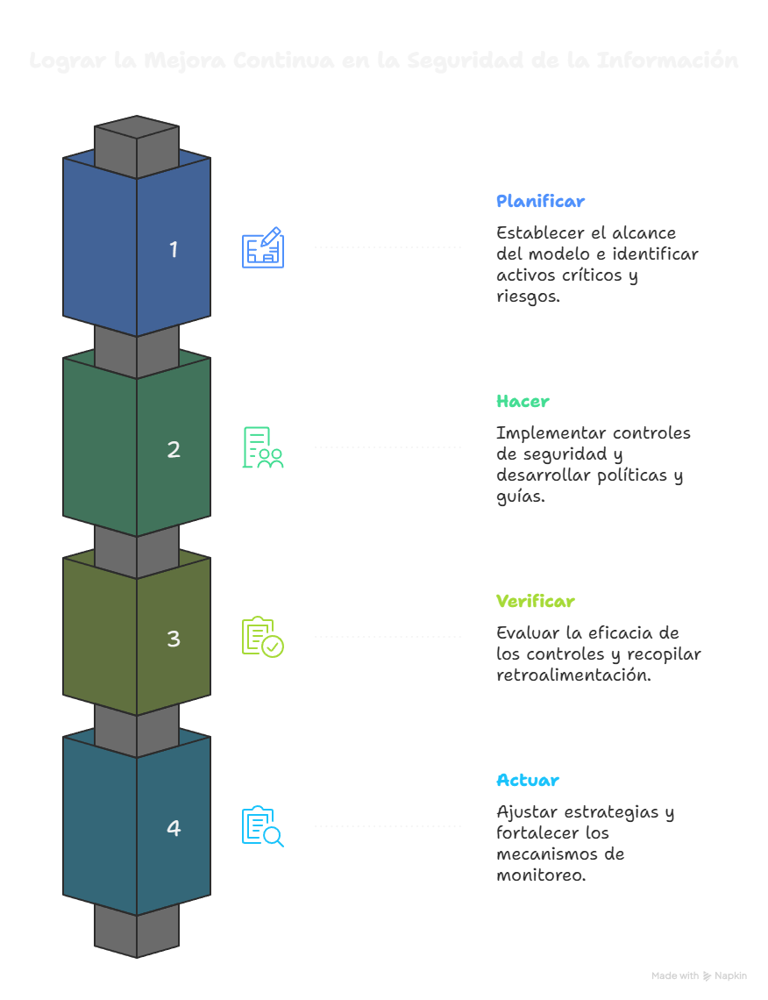 Lograr la Mejora Continua en la Seguridad de la Información
1
Planificar
Establecer el alcance
del modelo e identificar
activos críticos y
riesgos.
2
Hacer
Implementar controles
de seguridad y
desarrollar políticas y
guías.
3
Verificar
Evaluar la eficacia de
los controles y recopilar
retroalimentación.
4
Actuar
Ajustar estrategias y
fortalecer los
mecanismos de
monitoreo.
Made with Napkin